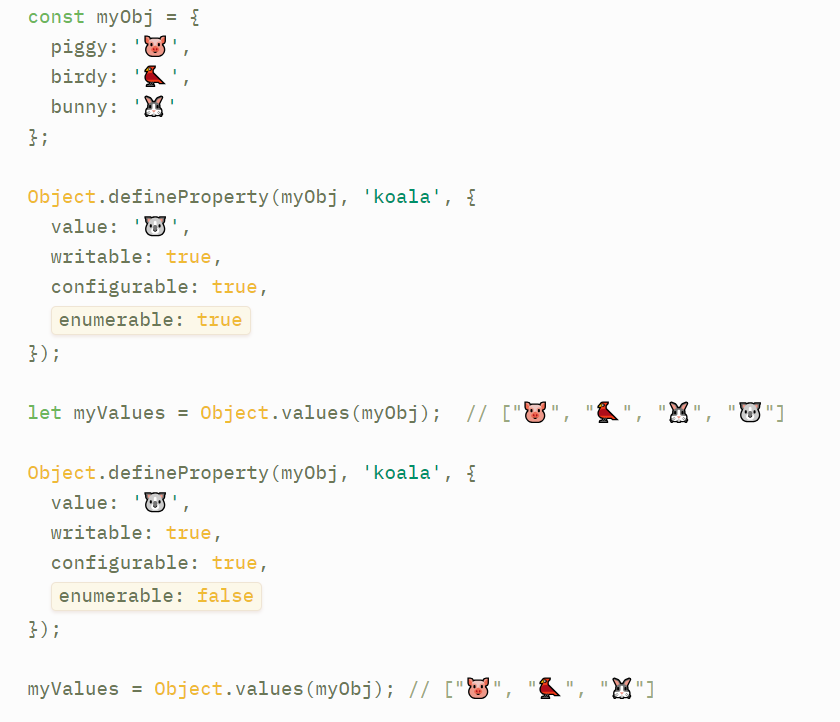 const myObj = {
  piggy: '🐷',
  birdy: '🐦',
  bunny: '🐰'
};
Object.defineProperty(myObj, 'koala', {
  value: '🐨',
  writable: true,
  configurable: true,
  enumerable: true
});
let myValues = Object.values(myObj);  // ["🐷", "🐦", "🐰", "🐨"]
Object.defineProperty(myObj, 'koala', {
  value: '🐨',
  writable: true,
  configurable: true,
  enumerable: false
});
myValues = Object.values(myObj); // ["🐷", "🐦", "🐰"]